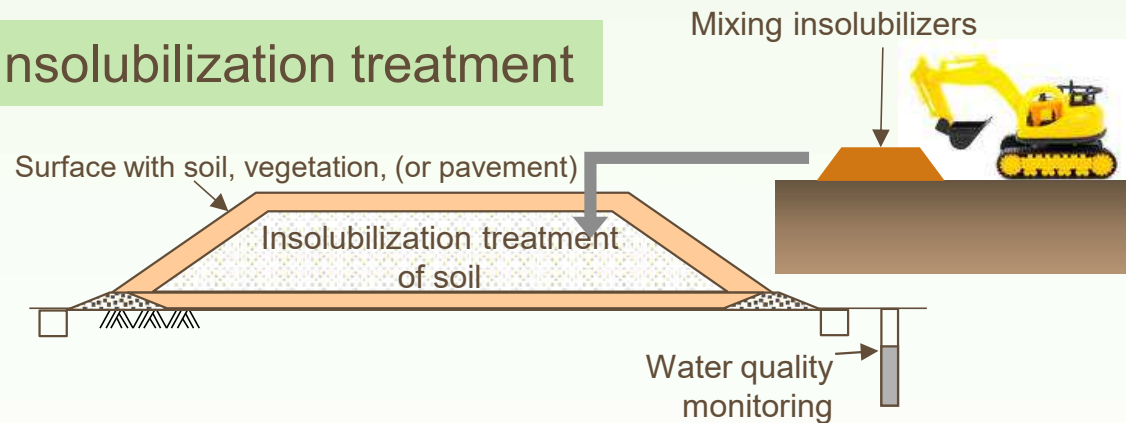 Mixing insolubilizers
nsolubilization treatment
Surface with soil, vegetation, (or pavement)
Insolubilization treatment
of soil
Water quality
monitoring